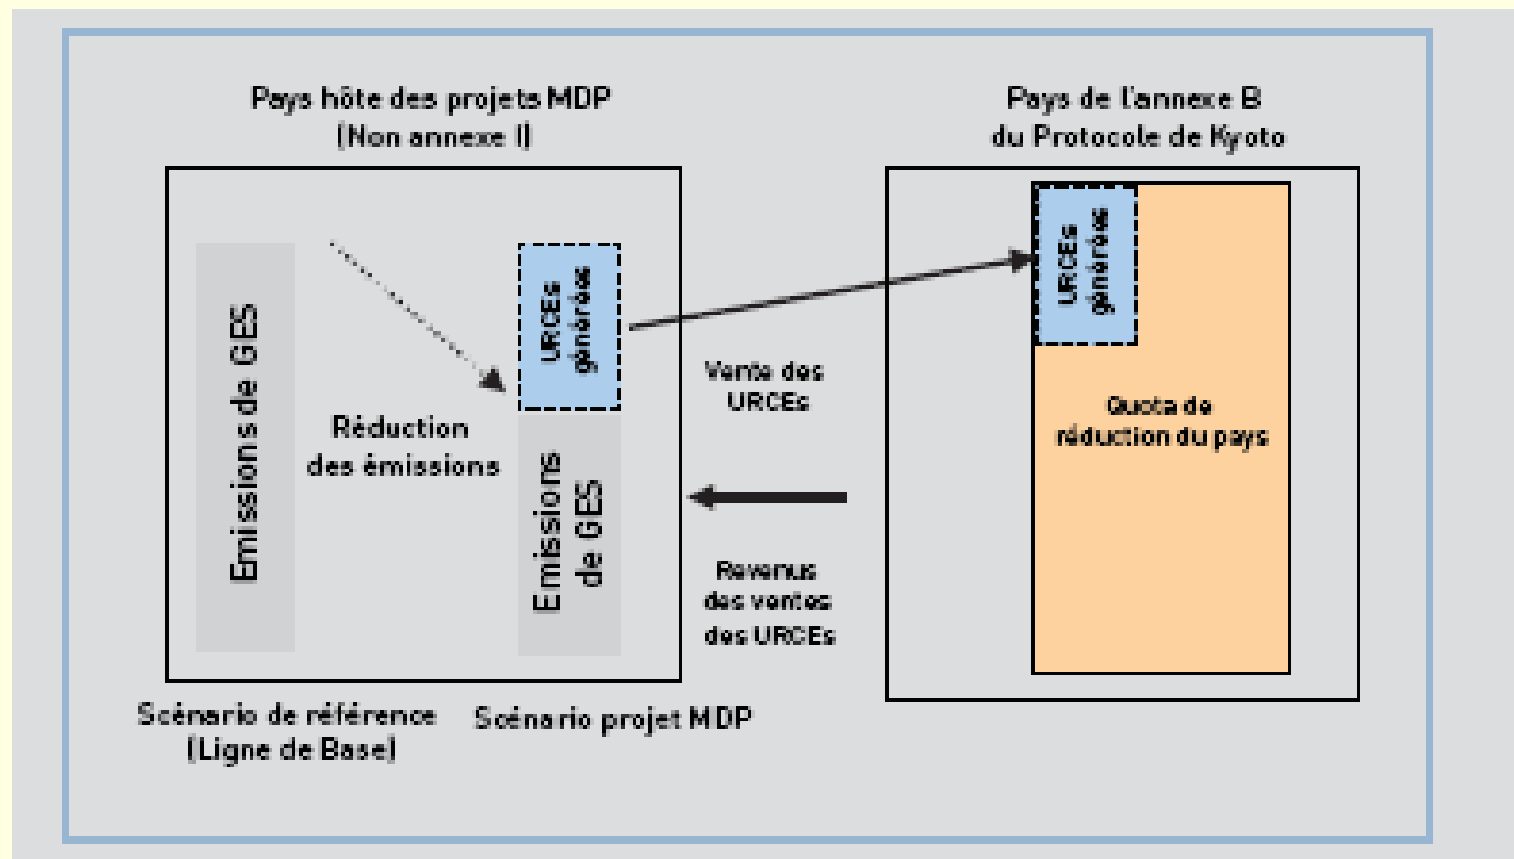 Pays hôte des projets MDP
(Non annexe I)
Pays de l'annexe B
du Protocole de Kyoto
Emissions de GES
Réduction
des émissions
URCEs
générées
Emissions
de GES
Vente des
URCEs
Revenus
des ventes
des URCEs
URCEs
générées
Quota de
réduction du pays
Scénario de référence
(Ligne de Base)
Scénario projet MDP